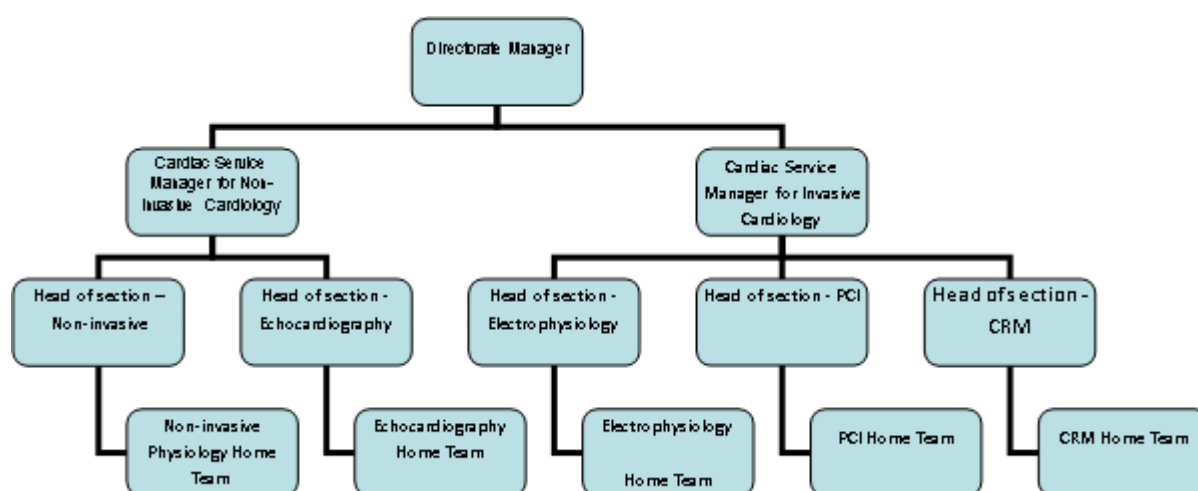 Directorate Manager
Cardiac Service
Manager for Non-
Invasive Cardiology
Cardiac Service
Manager for Invasive
Cardiology
Head of section –
Non-invasive
Head of section -
Echocardiography
Head of section -
Electrophysiology
Head of section - PCI
Head of section -
CRM
Non-invasive
Physiology Home
Team
Echocardiography
Home Team
Electrophysiology
Home Team
PCI Home Team
CRM Home Team